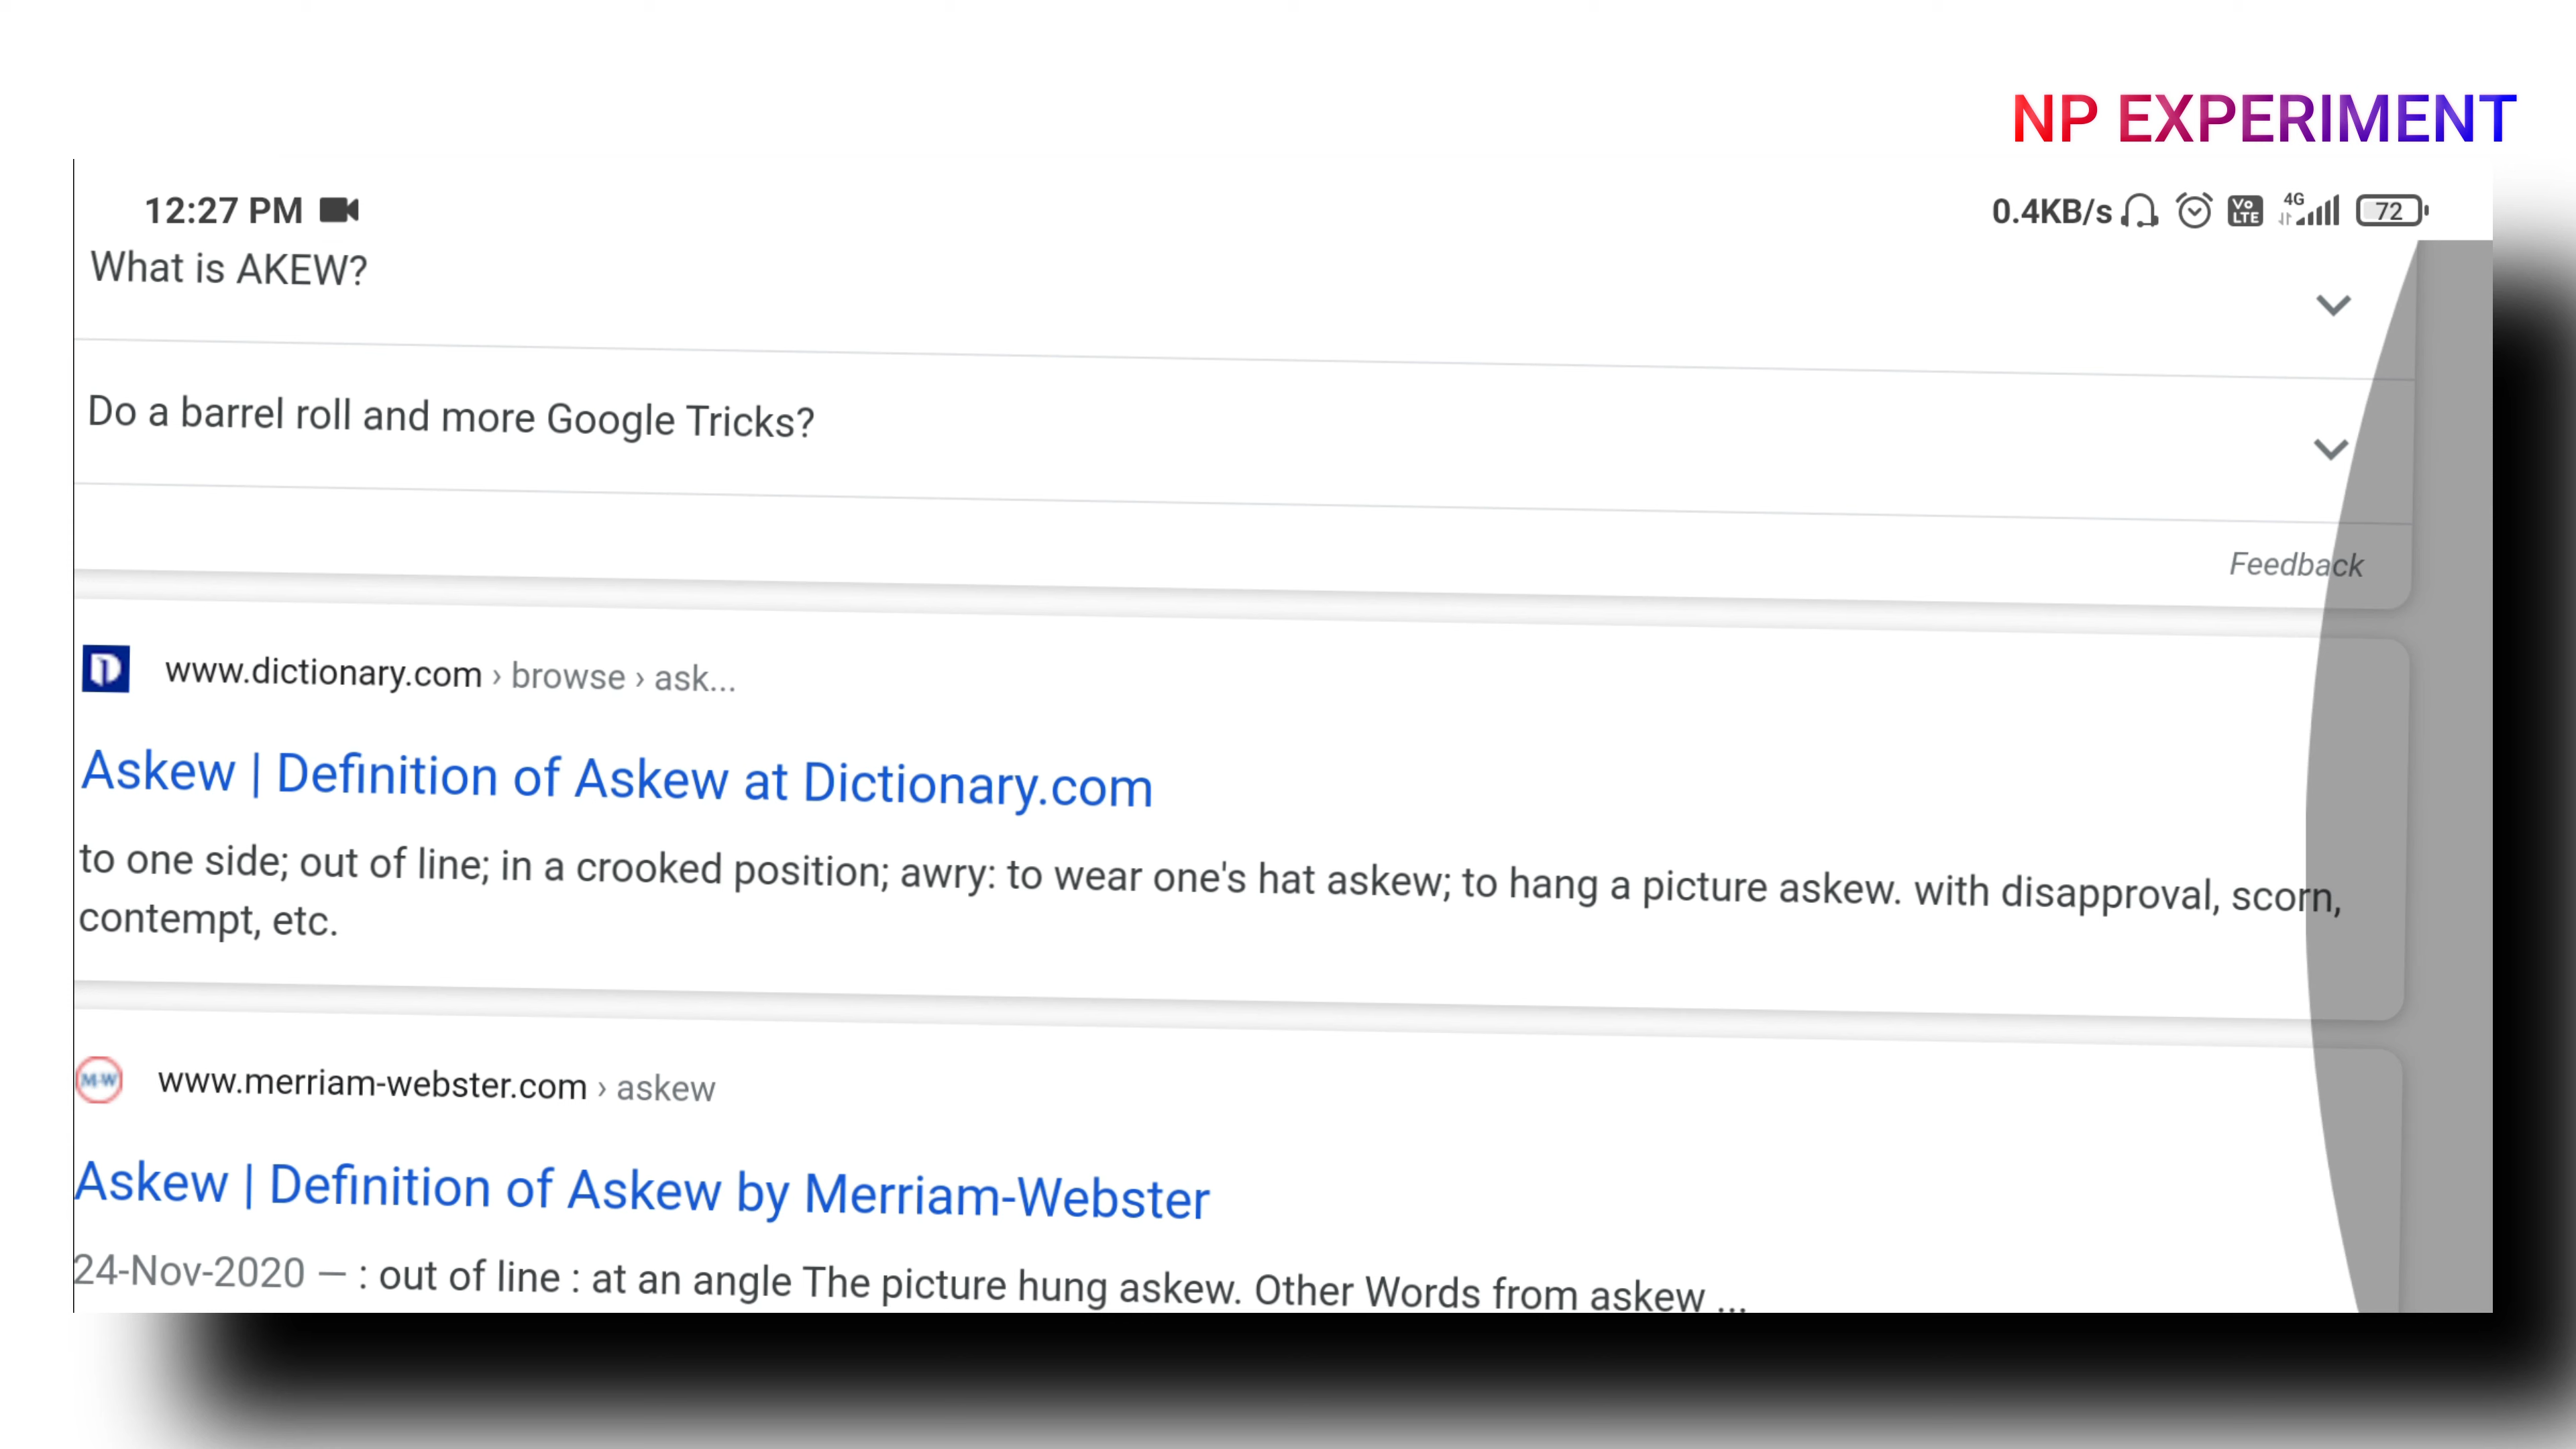 NP EXPERIMENT
12:27 PM
0.4KB/s
Vo
LTE
4G
72
What is AKEW?
Do a barrel roll and more Google Tricks?
Feedback
www.dictionary.com › browse › ask...
Askew | Definition of Askew at Dictionary.com
to one side; out of line; in a crooked position; awry: to wear one's hat askew; to hang a picture askew. with disapproval, scorn,
contempt, etc.
M-W
www.merriam-webster.com › askew
Askew | Definition of Askew by Merriam-Webster
24-Nov-2020 — : out of line : at an angle The picture hung askew. Other Words from askew ...